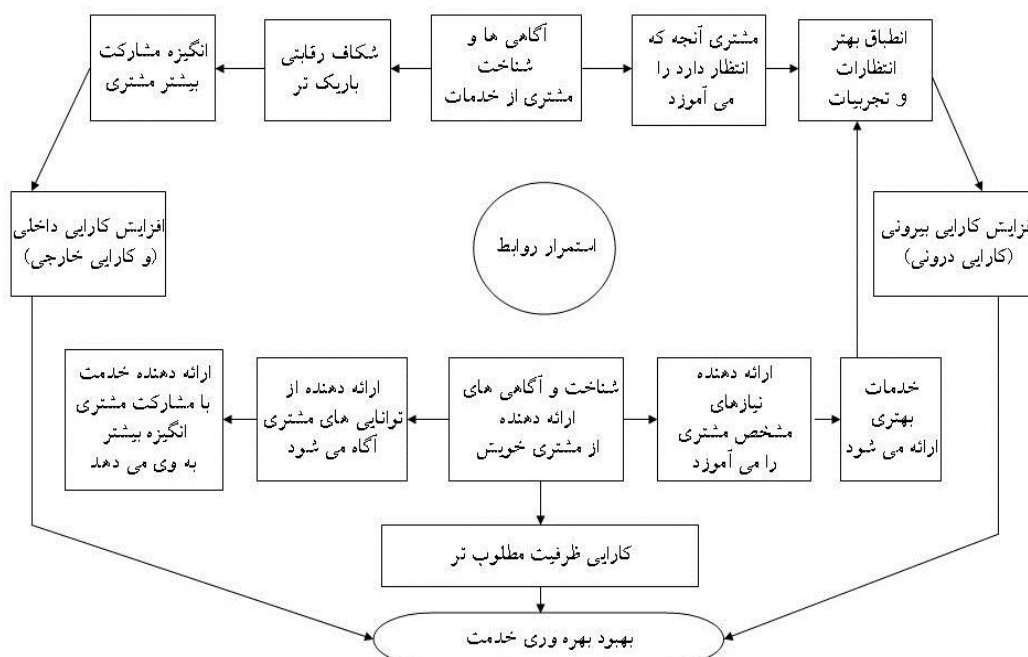 انطباق بهتر
انتظارات
و تجربیات
مشتری آنجه که
انتظار دارد را
می آموزد
آگاهی ها و
شناخت
مشتری از خدمات
شکاف رقابتی
باریک تر
انگیزه مشارکت
بیشتر مشتری
افزایش کارایی بیرونی
(کارایی درونی)
استمرار روابط
افزایش کارایی داخلی
(و کارایی خارجی)
خدمات
بهتری
ارائه می شود
ارائه دهنده
نیازهای
مشخص مشتری
را می آموزد
شناخت و آگاهی های
ارائه دهنده
از مشتری خویش
ارائه دهنده از
توانایی های مشتری
آگاه می شود
ارائه دهنده خدمت
با مشارکت مشتری
انگیزه بیشتر
به وی می دهد
کارایی ظرفیت مطلوب تر
بهبود بهره وری خدمت